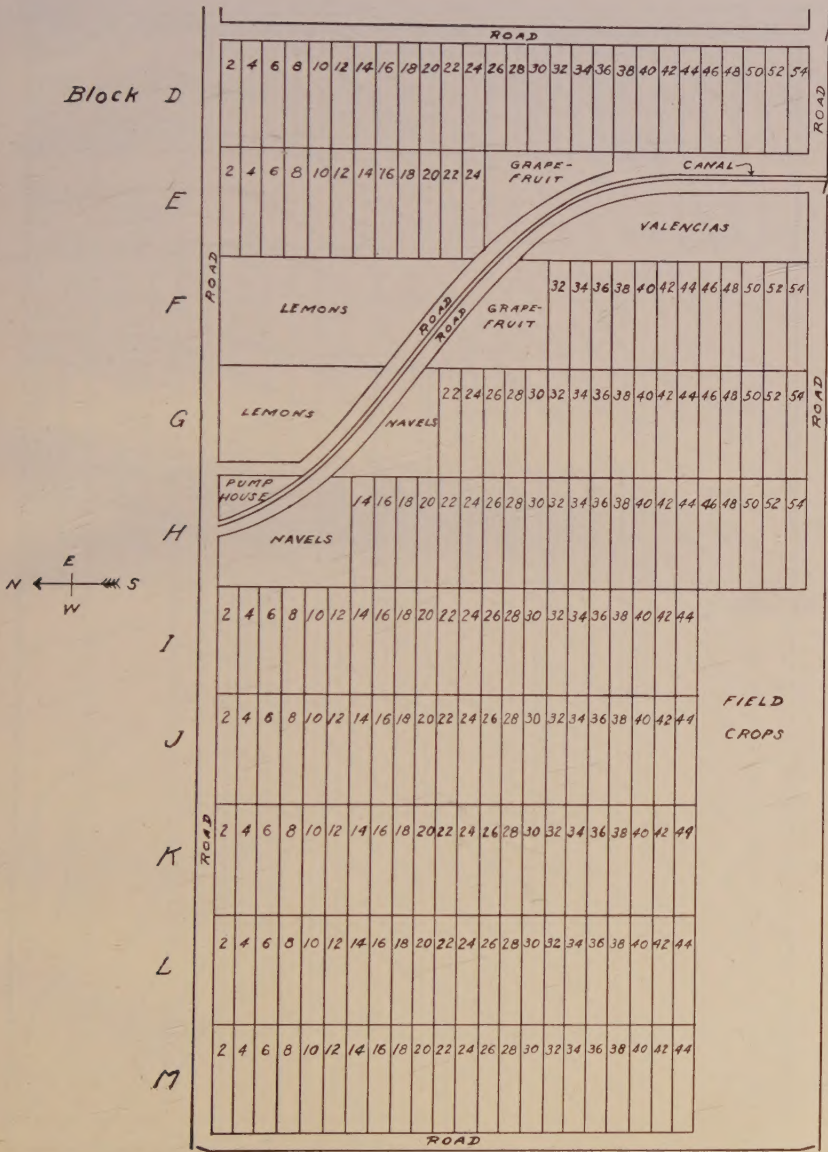 ROAD
Block D
2 4 6 8 10 12 14 16 18 20 22 24 26 28 30 32 34 36 38 40 42 44 46 48 50 52 54
ROAD
E
2 4 6 8 10 12 14 16 18 20 22 24
GRAPE-
FRUIT
CANAL
VALENCIAS
ROAD
F
LEMONS
ROAD
ROAD
GRAPE-
FRUIT
32 34 36 38 40 42 44 46 48 50 52 54
G
LEMONS
NAVELS
22 24 26 28 30 32 34 36 38 40 42 44 46 48 50 52 54
ROAD
H
PUMP
HOUSE
NAVELS
14 16 18 20 22 24 26 28 30 32 34 36 38 40 42 44 46 48 50 52 54
E
N S
W
I
2 4 6 8 10 12 14 16 18 20 22 24 26 28 30 32 34 36 38 40 42 44
J
2 4 6 8 10 12 14 16 18 20 22 24 26 28 30 32 34 36 38 40 42 44
FIELD
CROPS
ROAD
K
2 4 6 8 10 12 14 16 18 20 22 24 26 28 30 32 34 36 38 40 42 44
L
2 4 6 8 10 12 14 16 18 20 22 24 26 28 30 32 34 36 38 40 42 44
M
2 4 6 8 10 12 14 16 18 20 22 24 26 28 30 32 34 36 38 40 42 44
ROAD